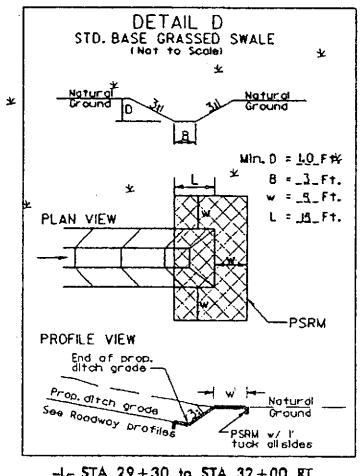 DETAIL D
STD. BASE GRASSED SWALE
(Not to Scale)
Natural Ground
Natural Ground
D
3:1
3:1
B
Min. D = 1.0 Ft.
B = 3 Ft.
w = Ft.
L = Ft.
L
PLAN VIEW
w
w
w
PSRM
PROFILE VIEW
End of prop. ditch grade
w
Prop. ditch grade
See Roadway profiles
3:1
Natural Ground
PSRM w/ 1' tuck all sides
-L- STA. 29+30 to STA. 32+00 RT